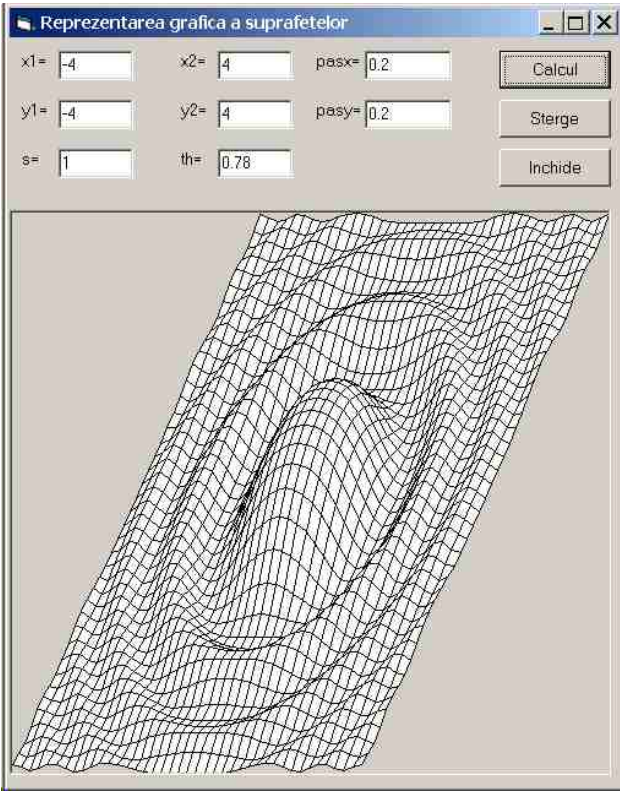 Reprezentarea grafica a suprafetelor
x1= -4 x2= 4 pasx= 0.2 Calcul
y1= -4 y2= 4 pasy= 0.2 Sterge
s= 1 th= 0.78 Inchide